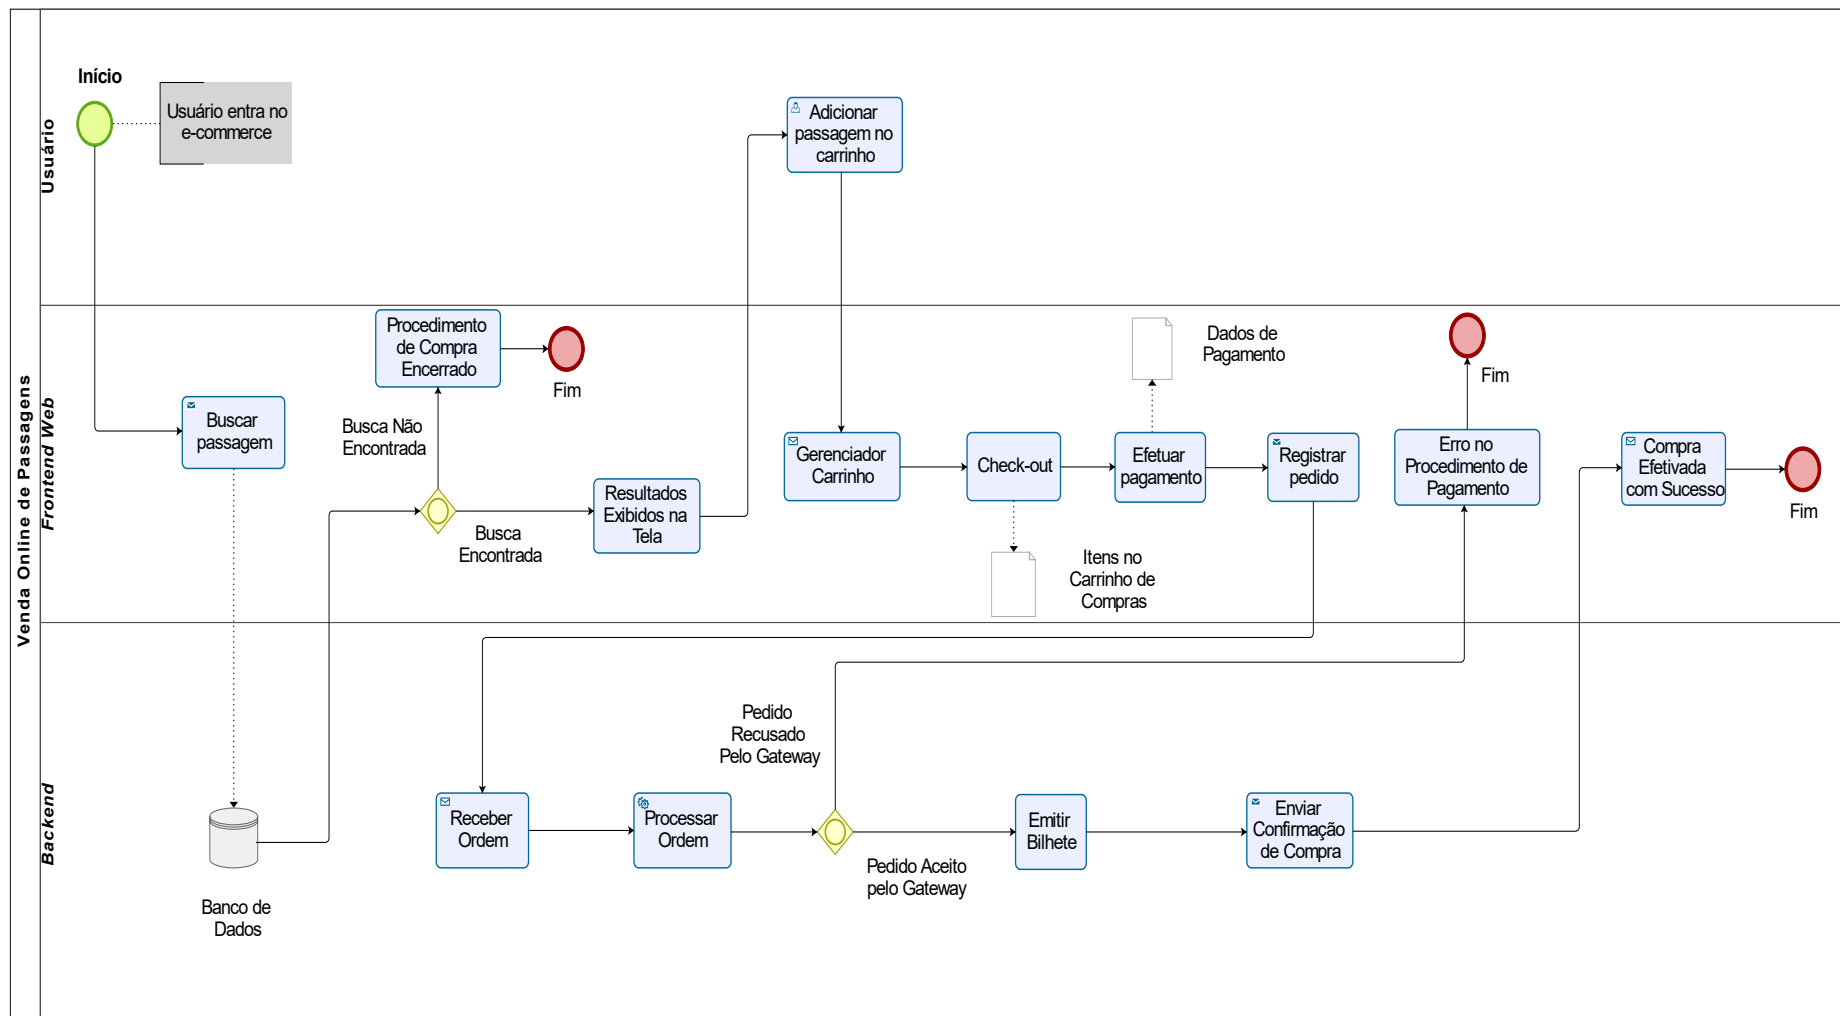 Venda Online de Passagens
Usuário
Início
Usuário entra no
e-commerce
Adicionar
passagem no
carrinho
Frontend Web
Buscar
passagem
Procedimento
de Compra
Encerrado
Fim
Busca Não
Encontrada
Busca
Encontrada
Resultados
Exibidos na
Tela
Gerenciador
Carrinho
Check-out
Itens no
Carrinho de
Compras
Dados de
Pagamento
Efetuar
pagamento
Registrar
pedido
Fim
Erro no
Procedimento de
Pagamento
Compra
Efetivada
com Sucesso
Fim
Backend
Banco de
Dados
Receber
Ordem
Processar
Ordem
Pedido
Recusado
Pelo Gateway
Pedido Aceito
pelo Gateway
Emitir
Bilhete
Enviar
Confirmação
de Compra